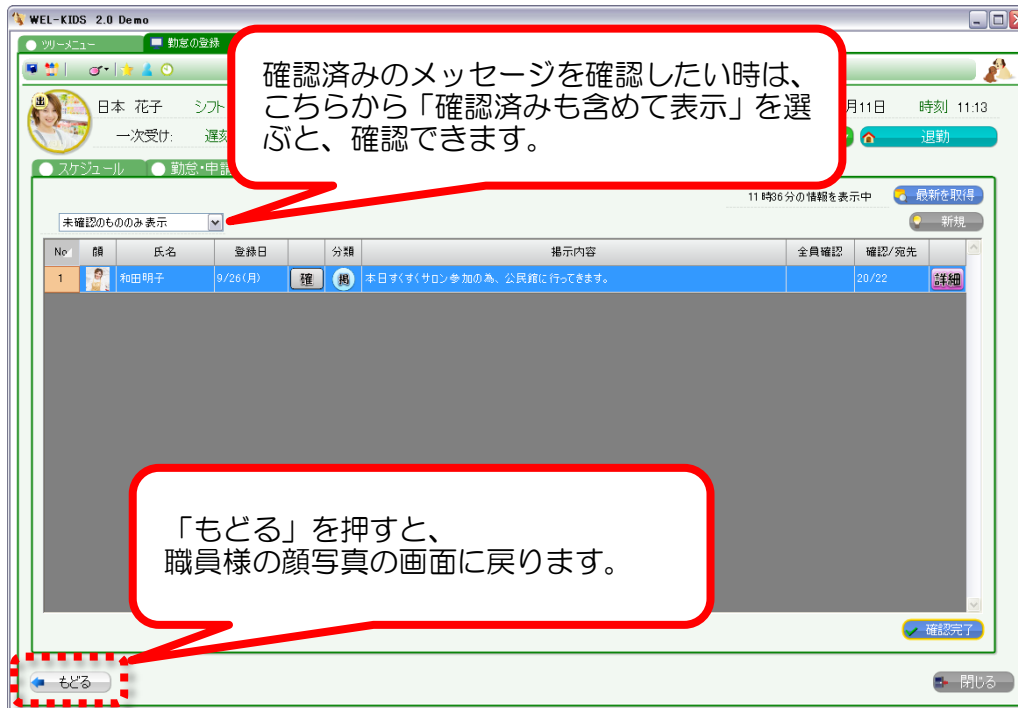 WEL-KIDS 2.0 Demo
ツリーメニュー 勤怠の登録
確認済みのメッセージを確認したい時は、
こちらから「確認済みも含めて表示」を選
ぶと、確認できます。
出
日本 花子 シフト 月11日 時刻 11:13
一次受け: 遅刻 退勤
スケジュール 勤怠・申請
11時36分の情報を表示中 最新を取得
未確認のもののみ表示 新規
No 顔 氏名 登録日 分類 掲示内容 全員確認 確認/宛先
1 和田明子 9/26(月) 確 掲 本日すくすくサロン参加の為、公民館に行ってきます。 20/22 詳細
「もどる」を押すと、
職員様の顔写真の画面に戻ります。
確認完了
もどる 閉じる